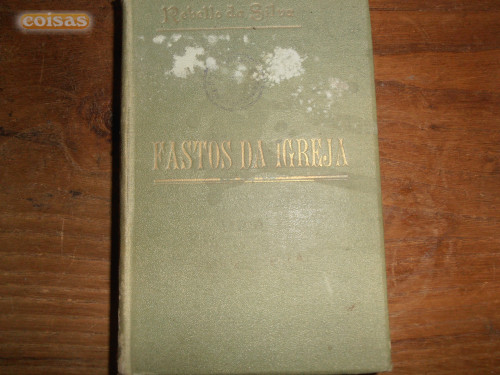 coisas
Rebello da Silva
FASTOS DA IGREJA